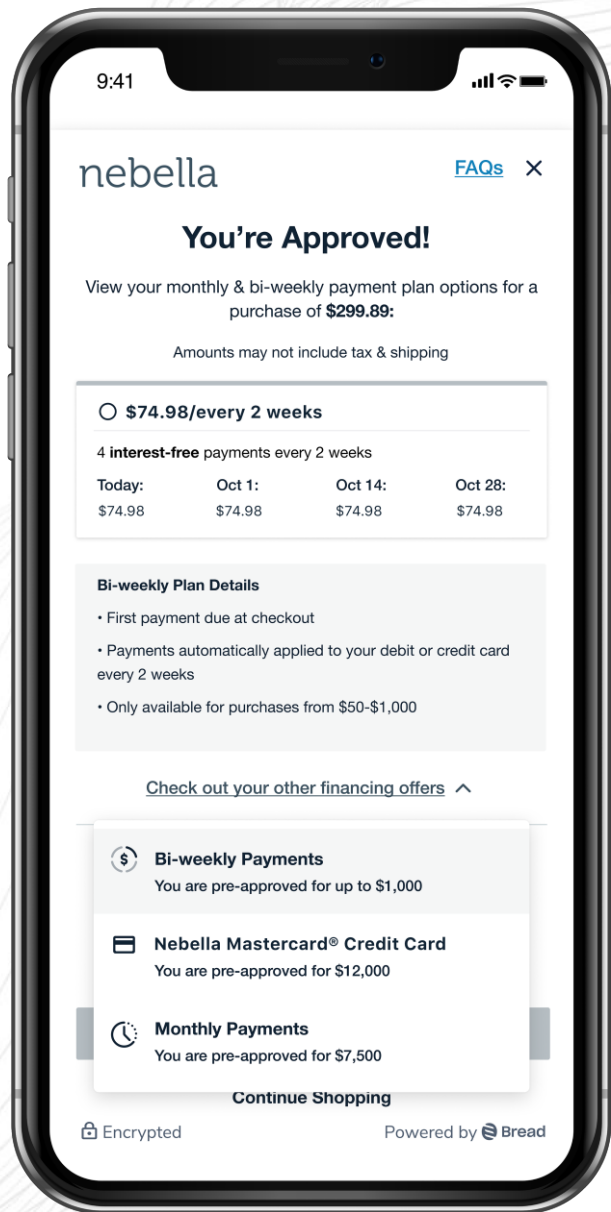 9:41
nebella
FAQs
You're Approved!
View your monthly & bi-weekly payment plan options for a
purchase of $299.89:
Amounts may not include tax & shipping
$74.98/every 2 weeks
4 interest-free payments every 2 weeks
Today: Oct 1: Oct 14: Oct 28:
$74.98 $74.98 $74.98 $74.98
Bi-weekly Plan Details
• First payment due at checkout
• Payments automatically applied to your debit or credit card
every 2 weeks
• Only available for purchases from $50-$1,000
Check out your other financing offers
$ Bi-weekly Payments
You are pre-approved for up to $1,000
Nebella Mastercard® Credit Card
You are pre-approved for $12,000
Monthly Payments
You are pre-approved for $7,500
Continue Shopping
Encrypted
Powered by Bread